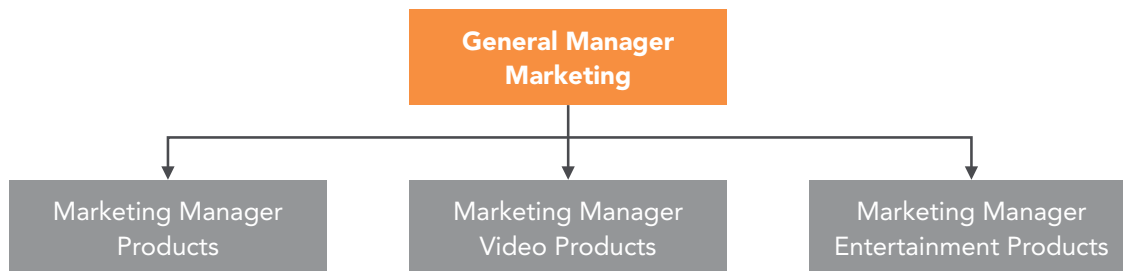 General Manager
Marketing
Marketing Manager
Products
Marketing Manager
Video Products
Marketing Manager
Entertainment Products